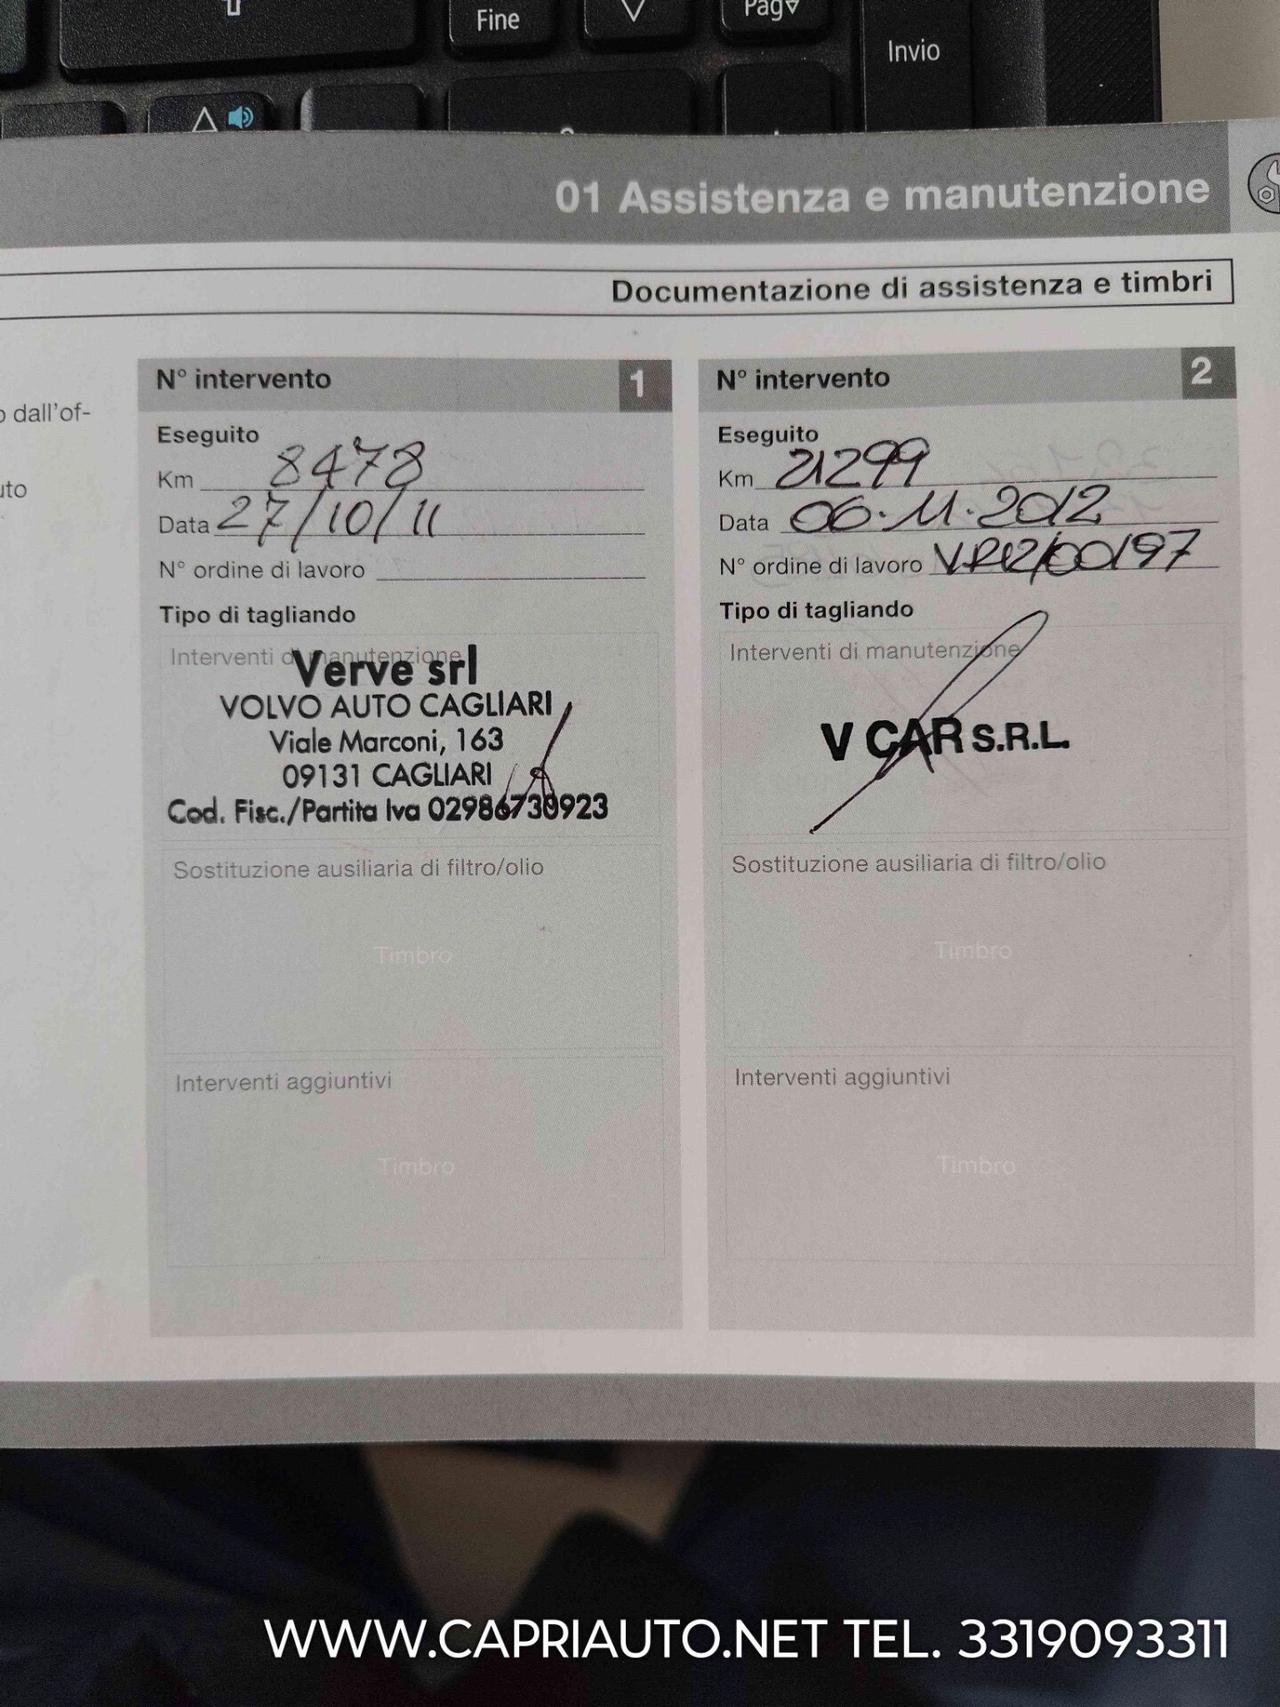 Fine
Pag
Invio
01 Assistenza e manutenzione
Documentazione di assistenza e timbri
o dall'of-
uto
N° intervento 1
Eseguito
Km 8478
Data 27/10/11
N° ordine di lavoro
Tipo di tagliando
Interventi di manutenzione
Verve srl
VOLVO AUTO CAGLIARI
Viale Marconi, 163
09131 CAGLIARI
Cod. Fisc./Partita Iva 02986730923
Sostituzione ausiliaria di filtro/olio
Timbro
Interventi aggiuntivi
Timbro
N° intervento 2
Eseguito
Km 21299
Data 06.11.2012
N° ordine di lavoro
Tipo di tagliando
Interventi di manutenzione
V CAR S.R.L.
Sostituzione ausiliaria di filtro/olio
Timbro
Interventi aggiuntivi
Timbro
WWW.CAPRIAUTO.NET TEL. 3319093311